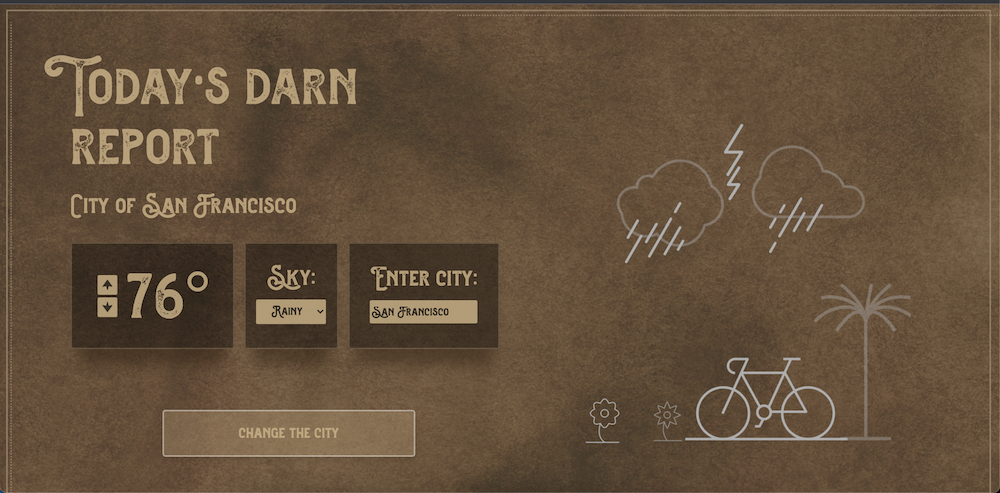 Today's darn
report
City of San Francisco
76°
Sky:
Rainy
Enter city:
San Francisco
Change the city